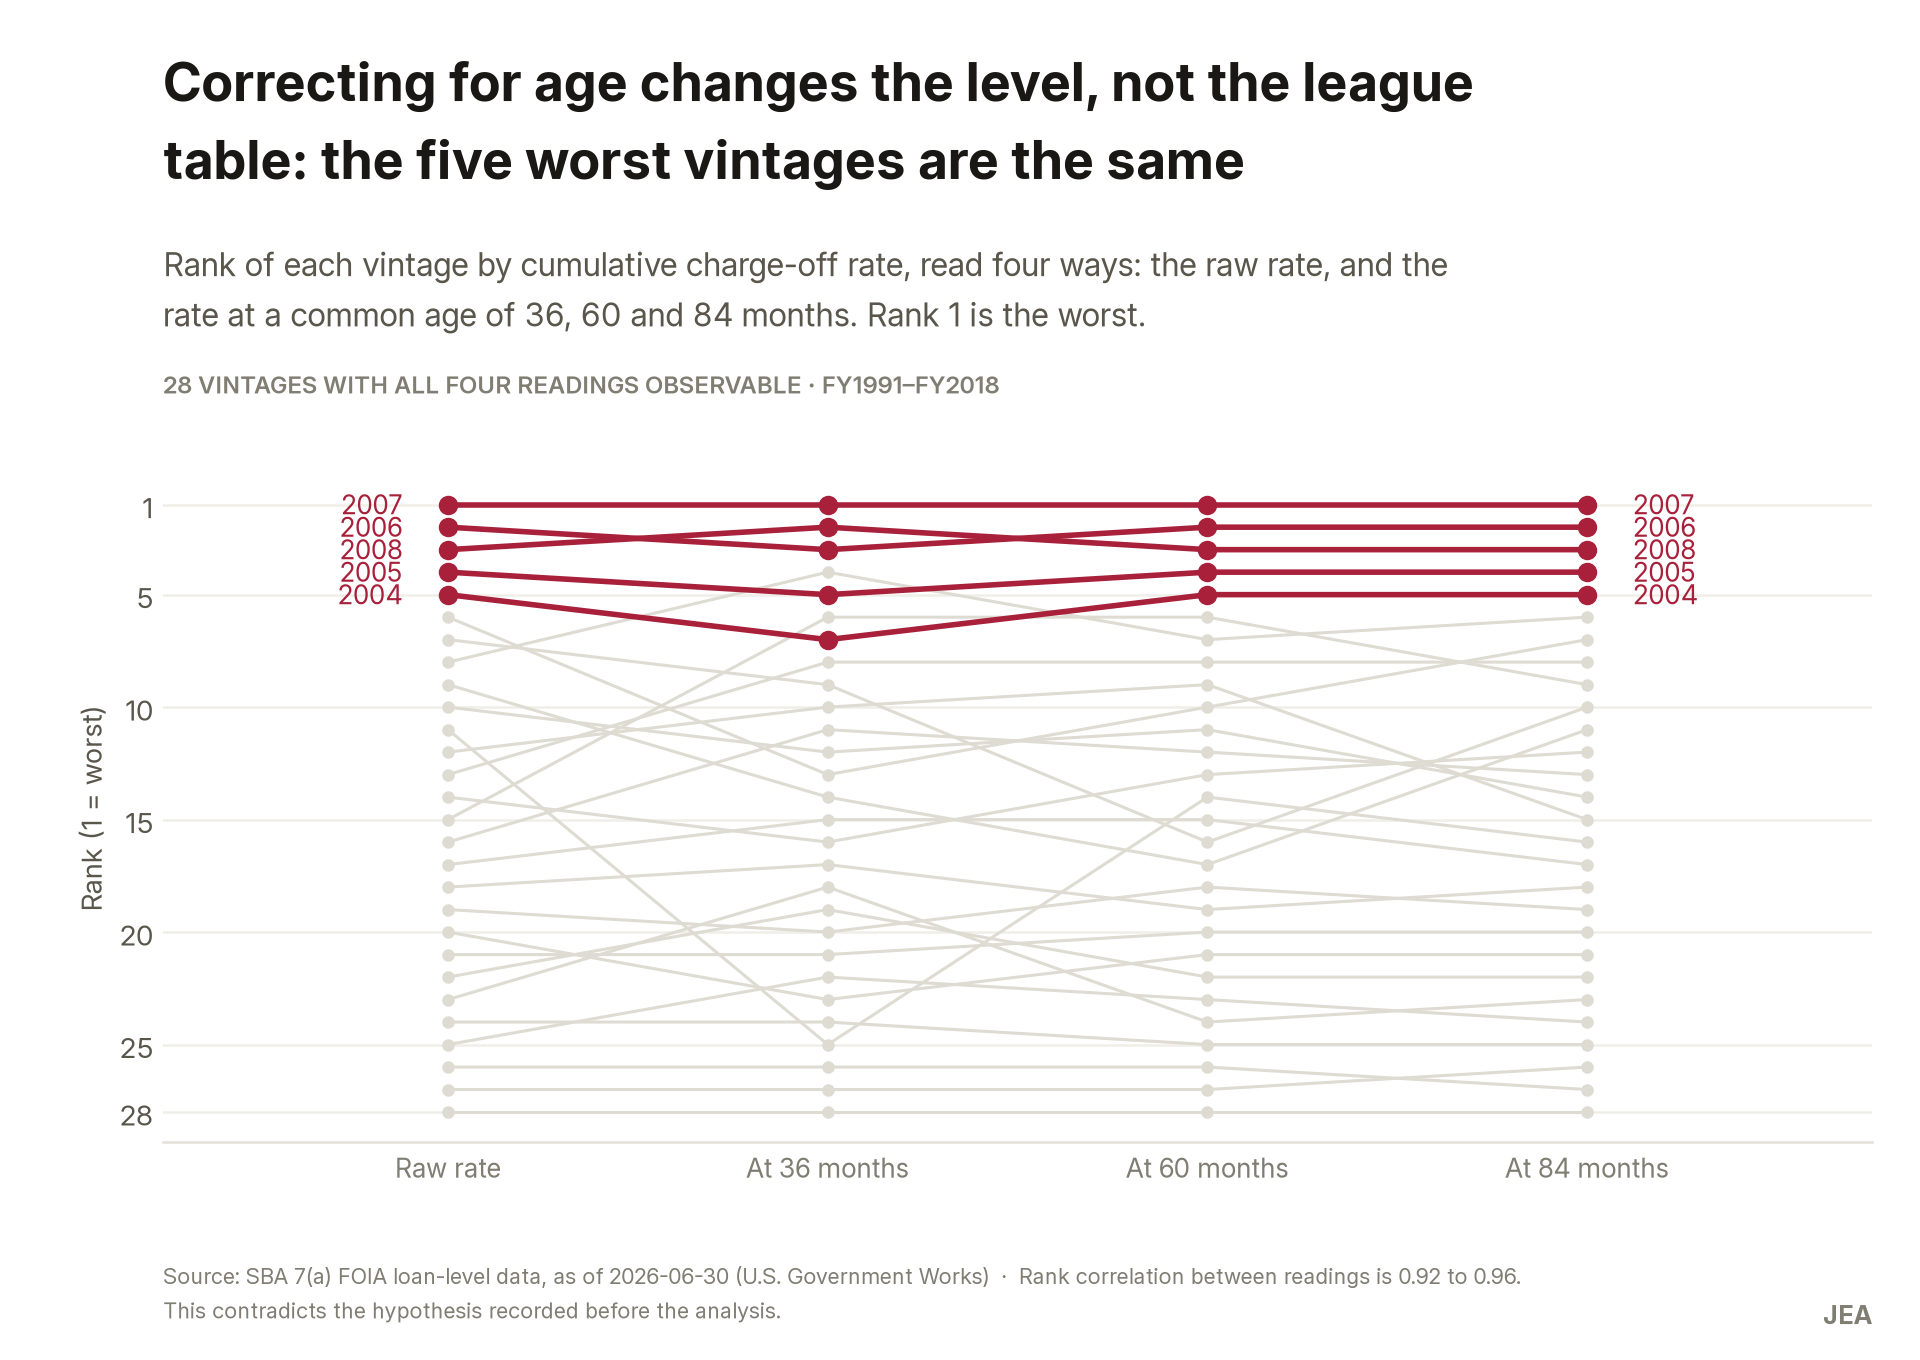 Correcting for age changes the level, not the league
table: the five worst vintages are the same
Rank of each vintage by cumulative charge-off rate, read four ways: the raw rate, and the
rate at a common age of 36, 60 and 84 months. Rank 1 is the worst.
28 VINTAGES WITH ALL FOUR READINGS OBSERVABLE · FY1991–FY2018
Rank (1 = worst)
1
5
10
15
20
25
28
2007
2006
2008
2005
2004
2007
2006
2008
2005
2004
Raw rate
At 36 months
At 60 months
At 84 months
Source: SBA 7(a) FOIA loan-level data, as of 2026-06-30 (U.S. Government Works) · Rank correlation between readings is 0.92 to 0.96.
This contradicts the hypothesis recorded before the analysis.
JEA